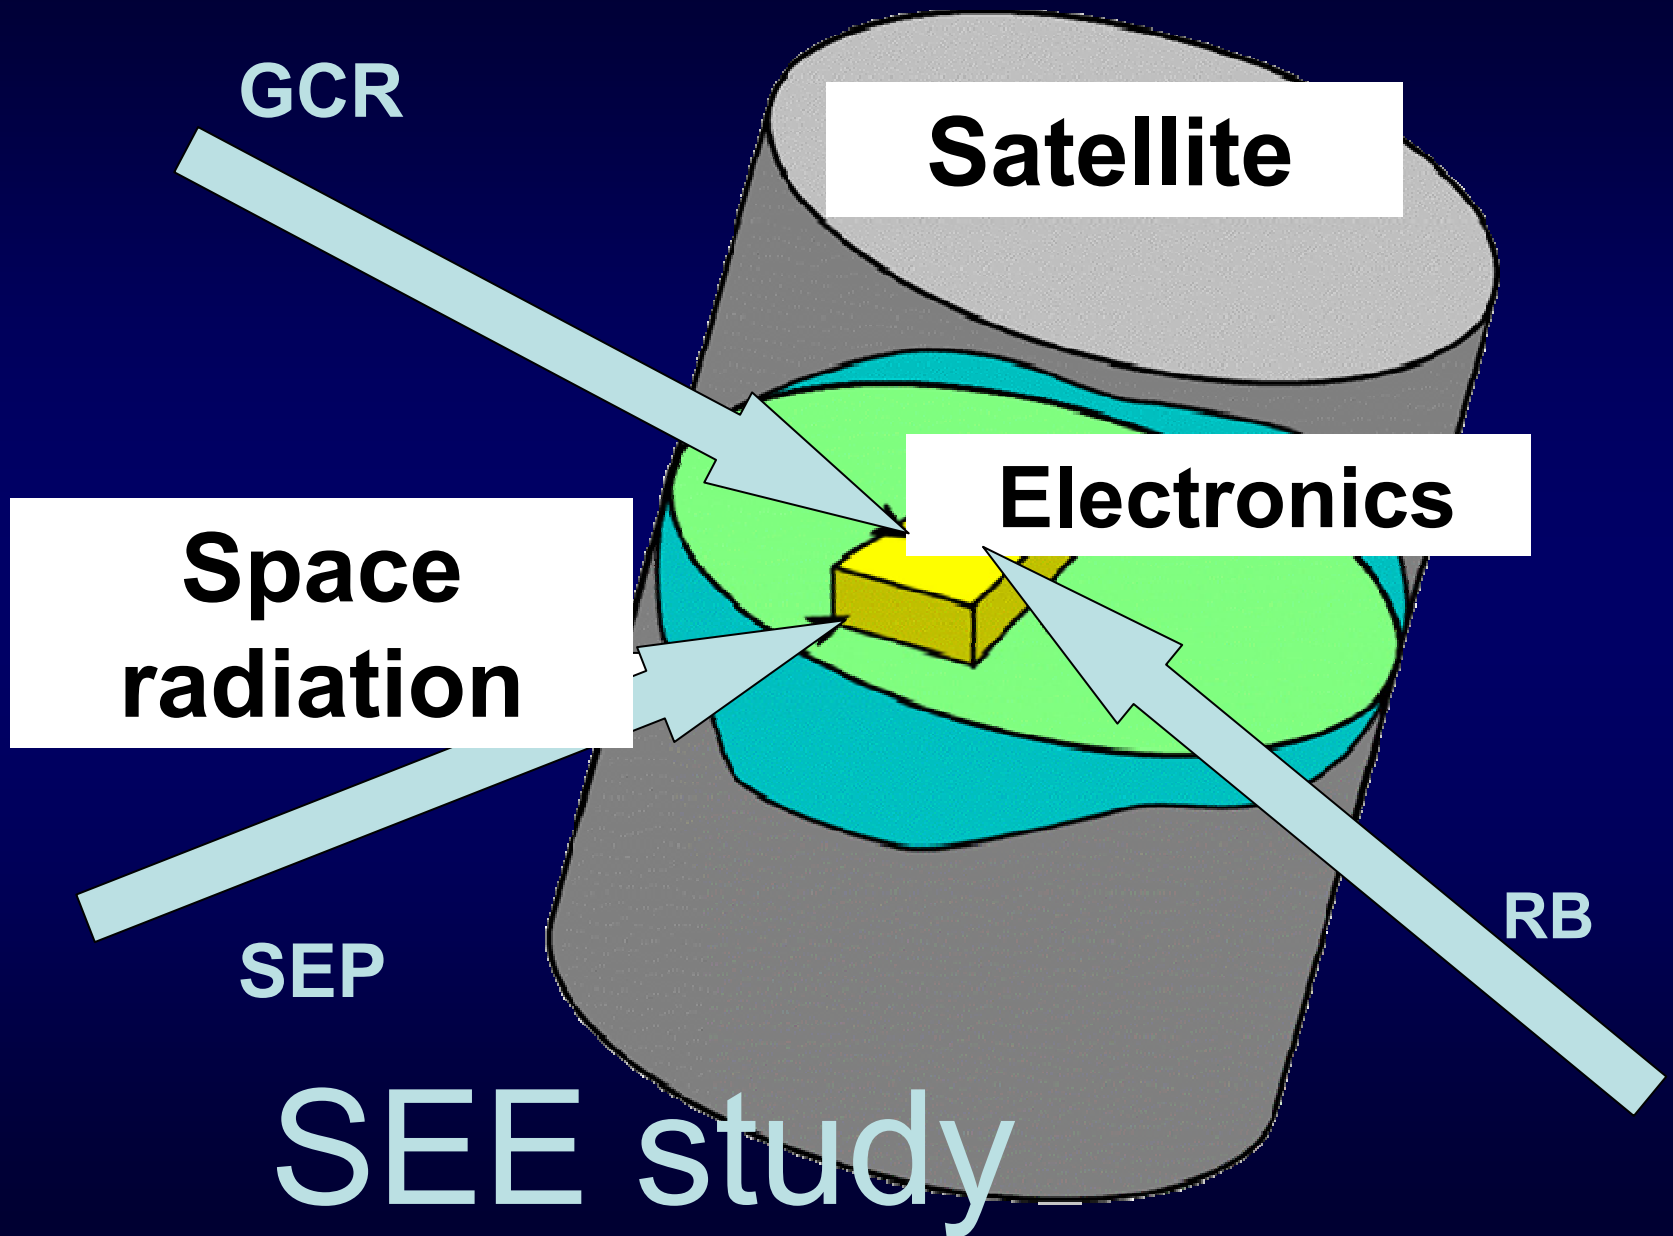 GCR
Satellite
Electronics
Space
radiation
RB
SEP
SEE study